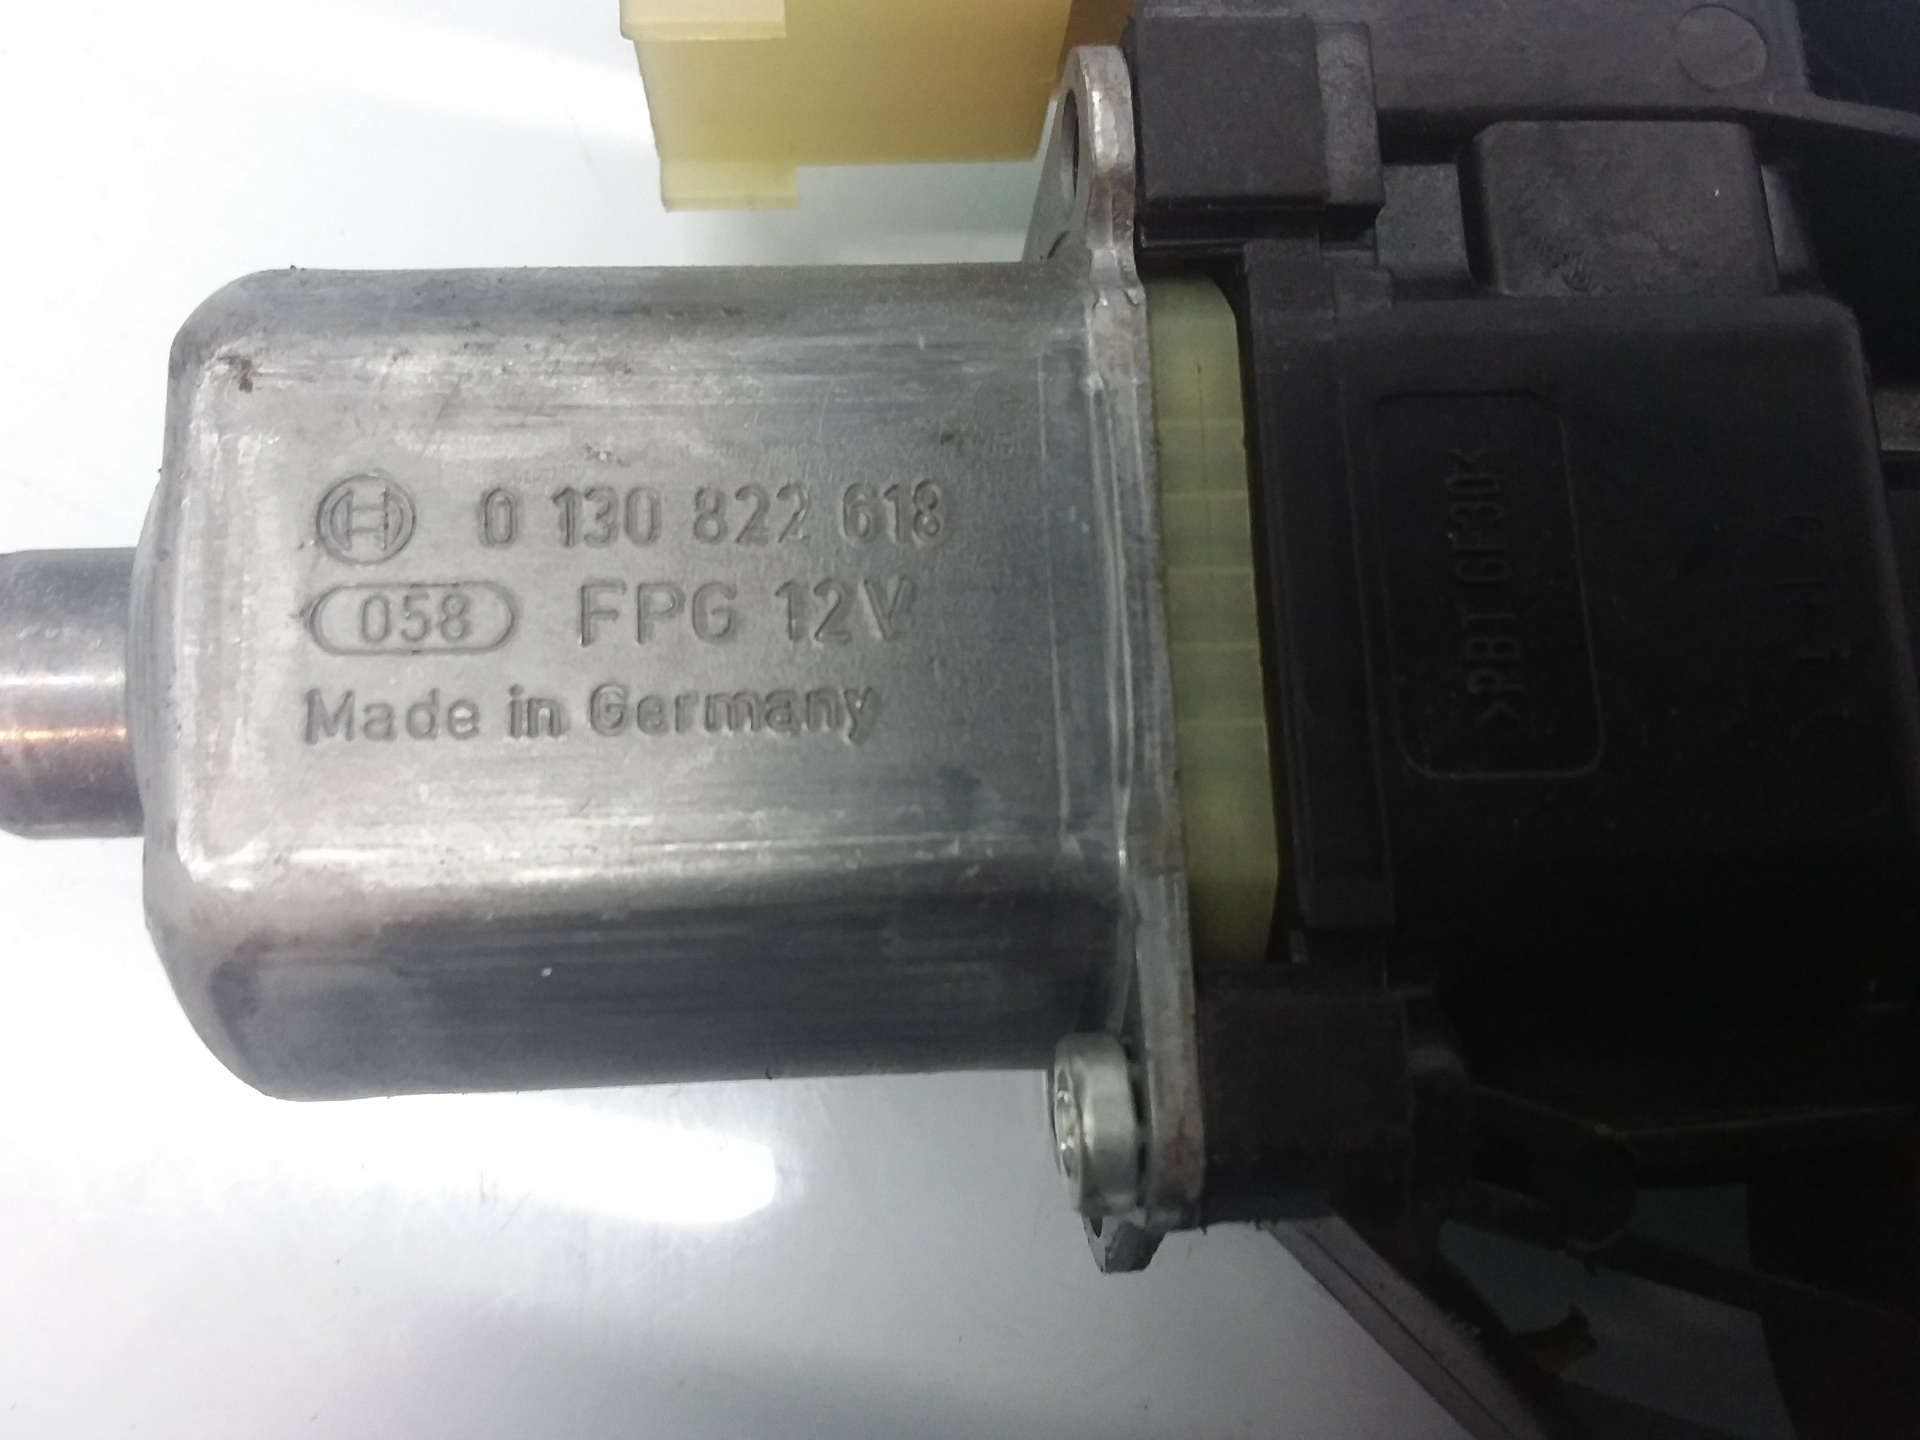 0 130 822 618
058 FPG 12V
Made in Germany
>PBT GF30<